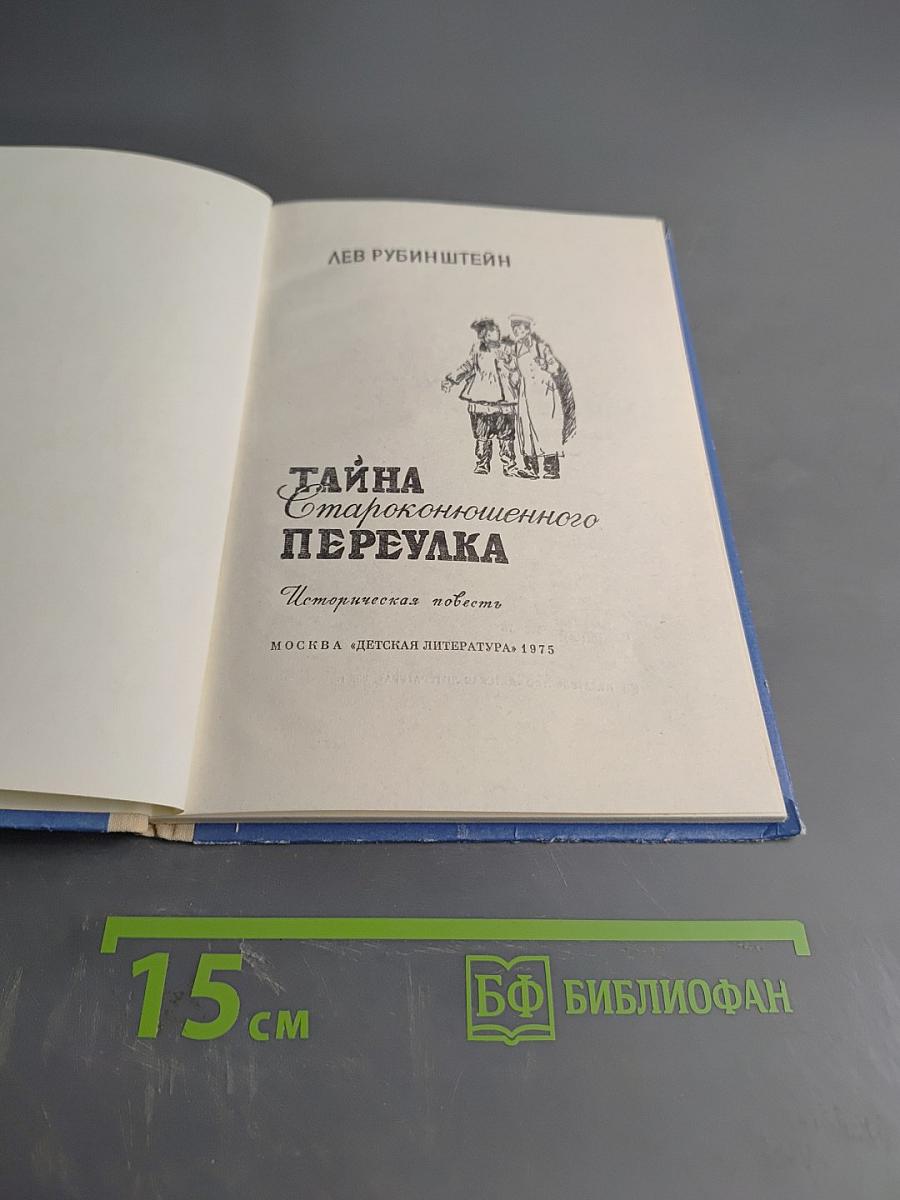 ЛЕВ РУБИНШТЕЙН
ТАЙНА
Староконюшенного
ПЕРЕУЛКА
Историческая повесть
МОСКВА «ДЕТСКАЯ ЛИТЕРАТУРА» 1975
15 см
БФ БИБЛИОФАН